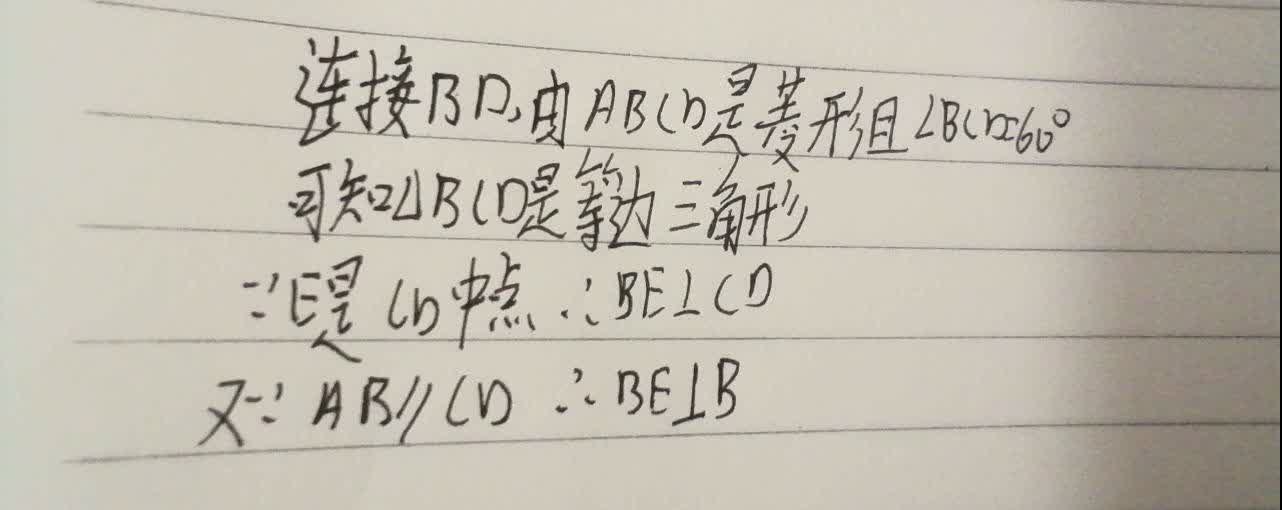 连接BD,由ABCD是菱形且∠BCD=60°
可知△BCD是等边三角形
∵E是CD中点 ∴BE⊥CD
又∵AB∥CD ∴BE⊥B